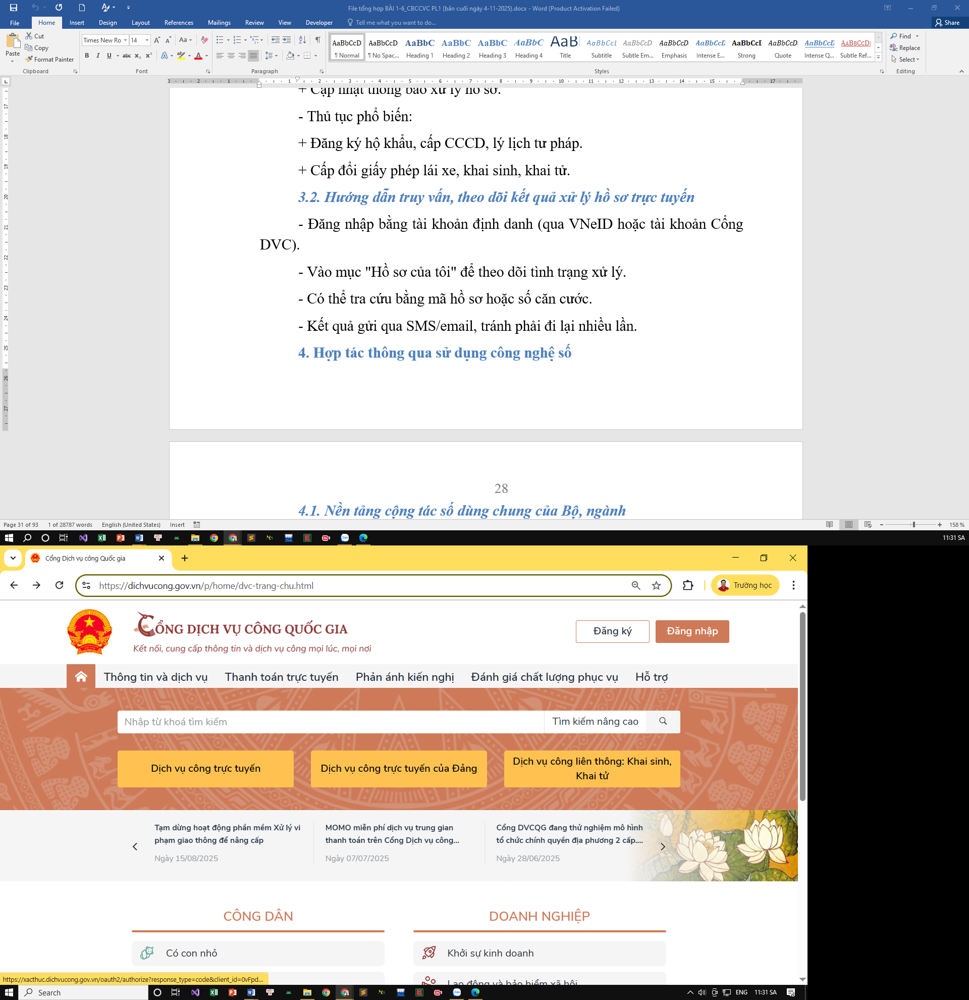 File tổng hợp BÀI 1-6_CBCCVC PL1 (bản cuối ngày 4-11-2025).docx - Word (Product Activation Failed)
File Home Insert Design Layout References Mailings Review View Developer Tell me what you want to do... Share
Paste Cut Copy Format Painter
Times New Ro 14
AaBbCcD AaBbCcD AaBbC AaBbC AaBbC AaBbC AaB AaBbCcl AaBbCcD AaBbCcD AaBbCcD AaBbCcl AaBbCcD AaBbCcD AaBbCcD
¶ Normal ¶ No Spac... Heading 1 Heading 2 Heading 3 Heading 4 Title Subtitle Subtle Em... Emphasis Intense E... Strong Quote Intense Q... Subtle Ref...
Find Replace Select
Clipboard Font Paragraph Styles Editing
+ Cập nhật thông báo xử lý hồ sơ.
- Thủ tục phổ biến:
+ Đăng ký hộ khẩu, cấp CCCD, lý lịch tư pháp.
+ Cấp đổi giấy phép lái xe, khai sinh, khai tử.
3.2. Hướng dẫn truy vấn, theo dõi kết quả xử lý hồ sơ trực tuyến
- Đăng nhập bằng tài khoản định danh (qua VNeID hoặc tài khoản Cổng
DVC).
- Vào mục "Hồ sơ của tôi" để theo dõi tình trạng xử lý.
- Có thể tra cứu bằng mã hồ sơ hoặc số căn cước.
- Kết quả gửi qua SMS/email, tránh phải đi lại nhiều lần.
4. Hợp tác thông qua sử dụng công nghệ số
28
4.1. Nền tảng cộng tác số dùng chung của Bộ, ngành
Page 31 of 93 1 of 28787 words English (United States) Insert 158 %
11:31 SA
Cổng Dịch vụ công Quốc gia
https://dichvucong.gov.vn/p/home/dvc-trang-chu.html Trường học
CỔNG DỊCH VỤ CÔNG QUỐC GIA
Kết nối, cung cấp thông tin và dịch vụ công mọi lúc, mọi nơi
Đăng ký Đăng nhập
Thông tin và dịch vụ Thanh toán trực tuyến Phản ánh kiến nghị Đánh giá chất lượng phục vụ Hỗ trợ
Nhập từ khoá tìm kiếm Tìm kiếm nâng cao
Dịch vụ công trực tuyến
Dịch vụ công trực tuyến của Đảng
Dịch vụ công liên thông: Khai sinh,
Khai tử
Tạm dừng hoạt động phần mềm Xử lý vi
phạm giao thông để nâng cấp
Ngày 15/08/2025
MOMO miễn phí dịch vụ trung gian
thanh toán trên Cổng Dịch vụ công...
Ngày 07/07/2025
Cổng DVCQG đang thử nghiệm mô hình
tổ chức chính quyền địa phương 2 cấp....
Ngày 28/06/2025
CÔNG DÂN DOANH NGHIỆP
Có con nhỏ Khởi sự kinh doanh
Lao động và bảo hiểm xã hội
https://xacthuc.dichvucong.gov.vn/oauth2/authorize?response_type=code&client_id=0vFpd...
Search ENG 11:31 SA